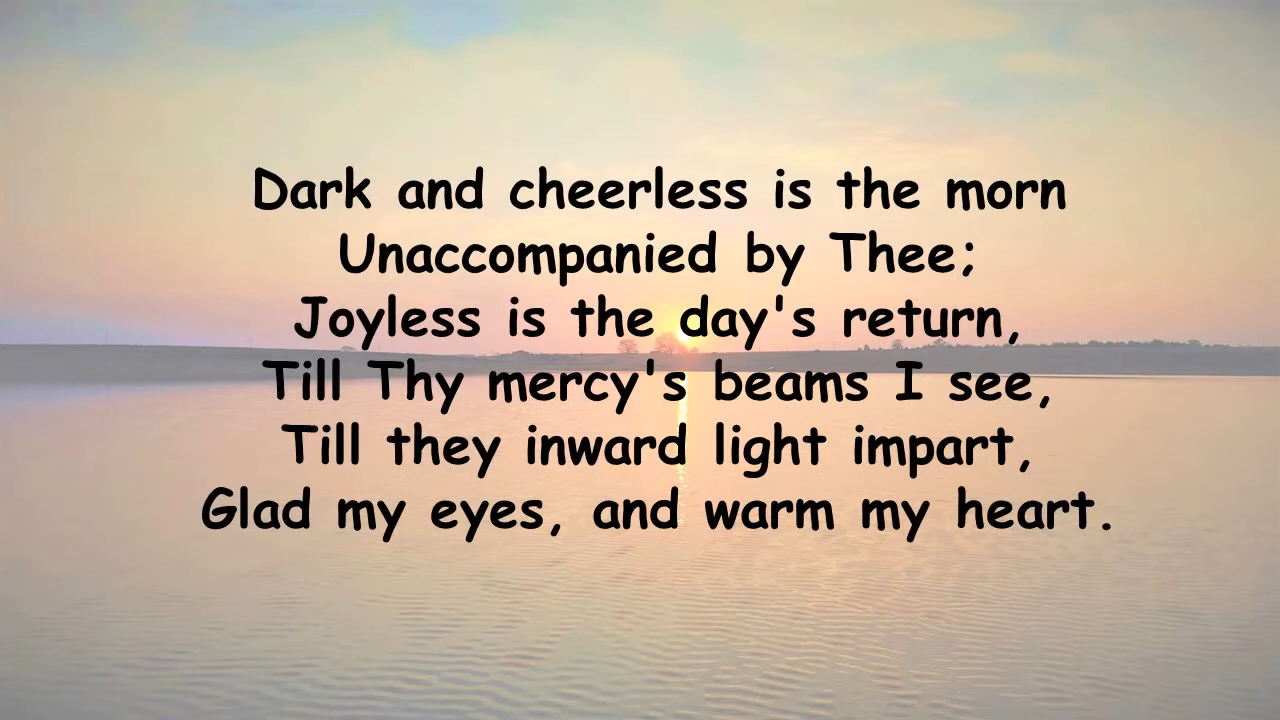 Dark and cheerless is the morn
Unaccompanied by Thee;
Joyless is the day's return,
Till Thy mercy's beams I see,
Till they inward light impart,
Glad my eyes, and warm my heart.